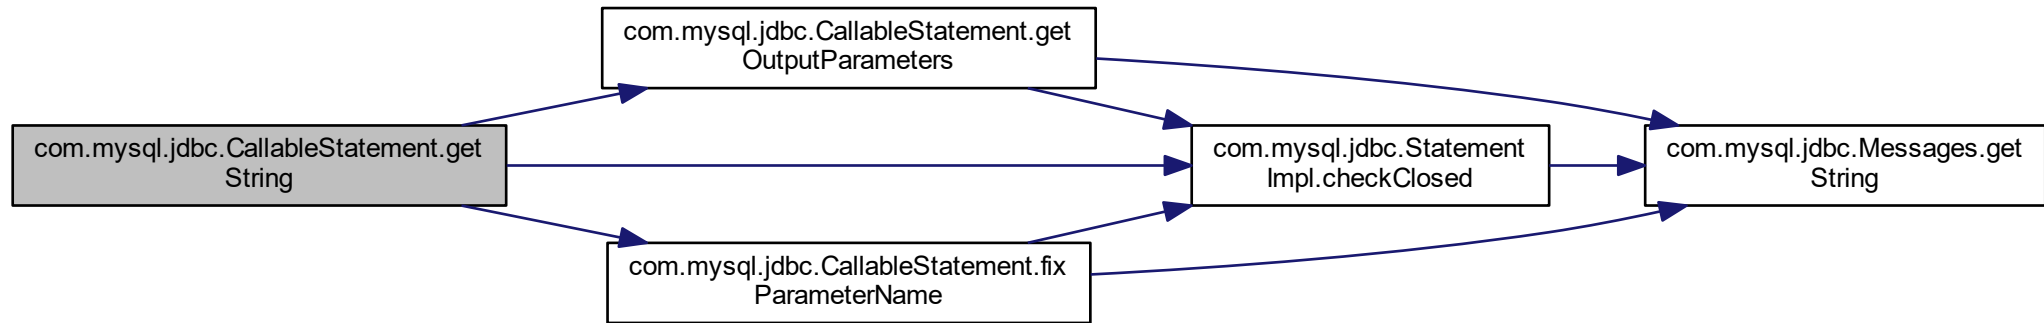 com.mysql.jdbc.CallableStatement.get
String
com.mysql.jdbc.CallableStatement.get
OutputParameters
com.mysql.jdbc.CallableStatement.fix
ParameterName
com.mysql.jdbc.Statement
Impl.checkClosed
com.mysql.jdbc.Messages.get
String